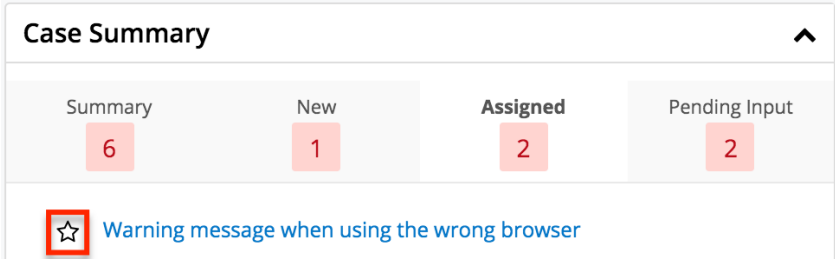 Case Summary
Summary New Assigned Pending Input
6 1 2 2
Warning message when using the wrong browser